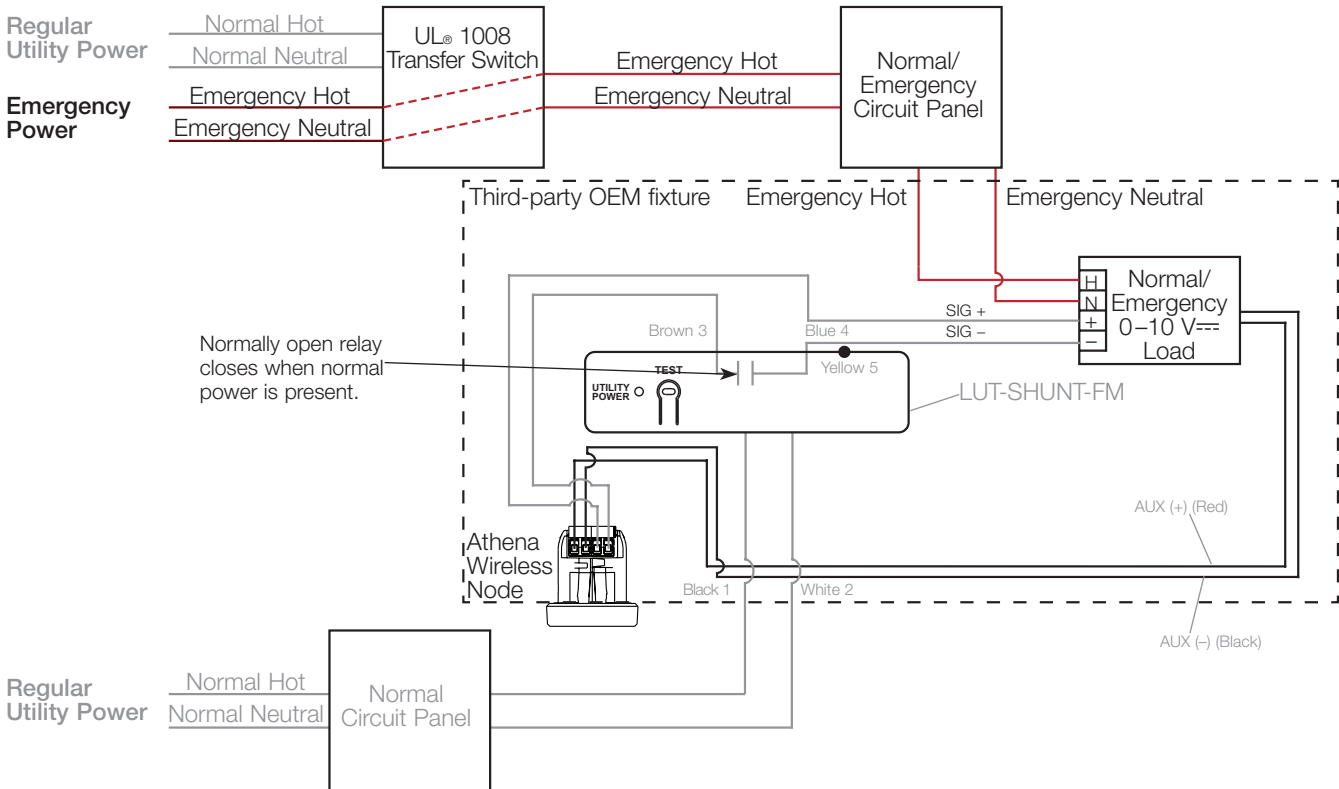 Regular
Utility Power
Normal Hot
Normal Neutral
UL® 1008
Transfer Switch
Emergency
Power
Emergency Hot
Emergency Neutral
Emergency Hot
Emergency Neutral
Normal/
Emergency
Circuit Panel
Third-party OEM fixture
Emergency Hot
Emergency Neutral
H
N
+
–
Normal/
Emergency
0–10 V⎓
Load
SIG +
SIG –
Brown 3
Blue 4
Yellow 5
Normally open relay
closes when normal
power is present.
UTILITY
POWER
TEST
LUT-SHUNT-FM
AUX (+) (Red)
Athena
Wireless
Node
Black 1
White 2
AUX (–) (Black)
Regular
Utility Power
Normal Hot
Normal Neutral
Normal
Circuit Panel